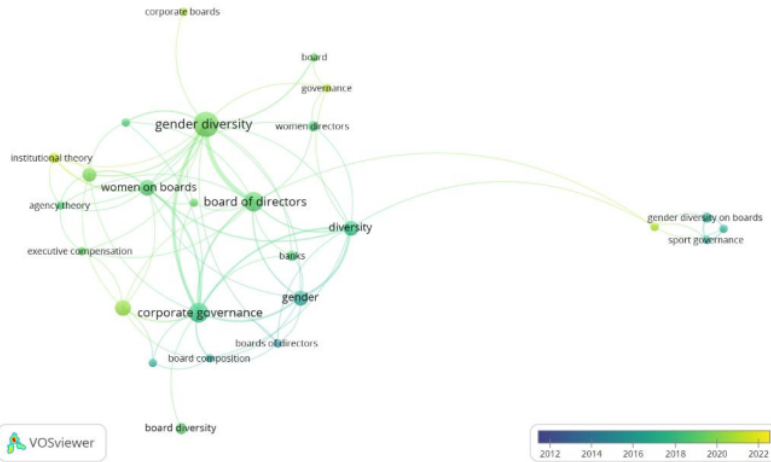 corporate boards
board
governance
gender diversity
women directors
institutional theory
women on boards
agency theory
board of directors
gender diversity on boards
diversity
sport governance
executive compensation
banks
gender
corporate governance
boards of directors
board composition
board diversity
VOSviewer
2012 2014 2016 2018 2020 2022